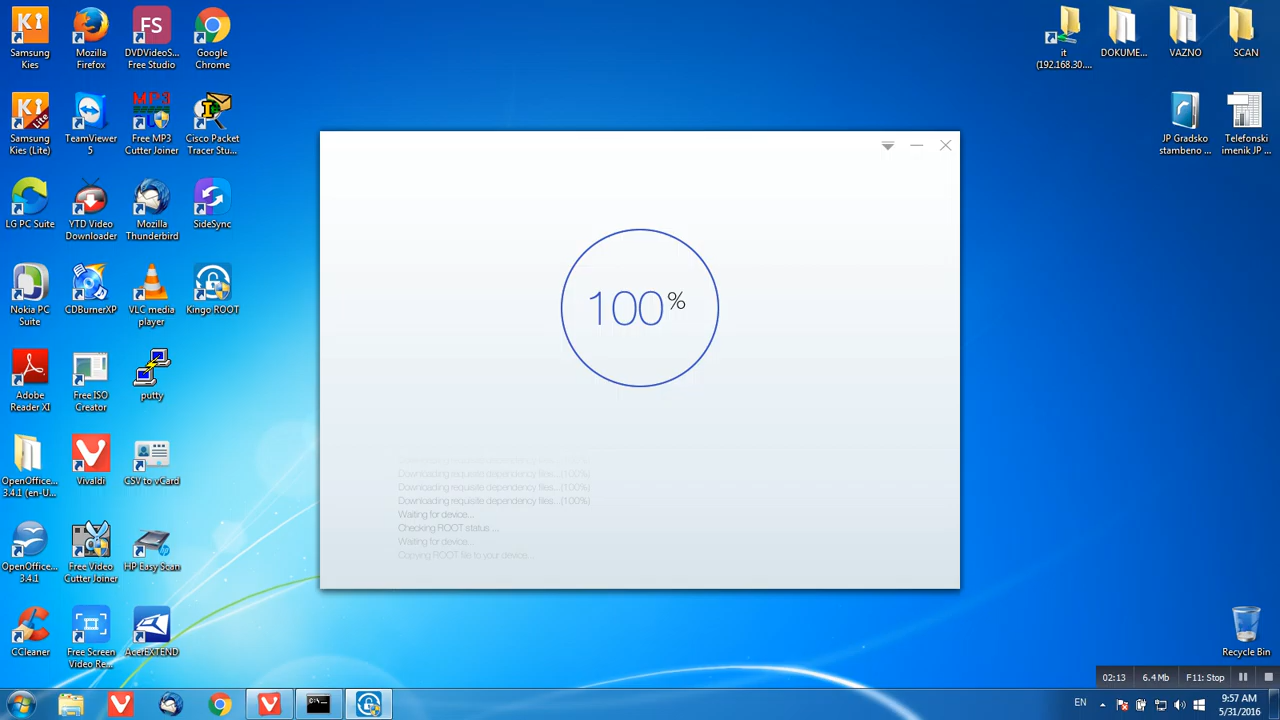 Samsung
Kies
Mozilla
Firefox
FS
DVDVideoS...
Free Studio
Google
Chrome
it
(192.168.30....
DOKUME...
VAZNO
SCAN
Samsung
Kies (Lite)
Lite
TeamViewer
5
MP3
Free MP3
Cutter Joiner
Cisco Packet
Tracer Stu...
JP Gradsko
stambeno ...
Telefonski
imenik JP ...
LG PC Suite
YTD Video
Downloader
Mozilla
Thunderbird
SideSync
Nokia PC
Suite
CDBurnerXP
VLC media
player
Kingo ROOT
100%
Adobe
Reader XI
Free ISO
Creator
putty
OpenOffice...
3.4.1 (en-U...
Vivaldi
CSV to vCard
Downloading requisite dependency files...(100%)
Downloading requisite dependency files...(100%)
Downloading requisite dependency files...(100%)
Waiting for device...
Checking ROOT status ...
Waiting for device...
Copying ROOT file to your device...
OpenOffice...
3.4.1
Free Video
Cutter Joiner
HP Easy Scan
CCleaner
Free Screen
Video Re...
AcerEXTEND
Recycle Bin
02:13
6.4 Mb
F11: Stop
EN
9:57 AM
5/31/2016